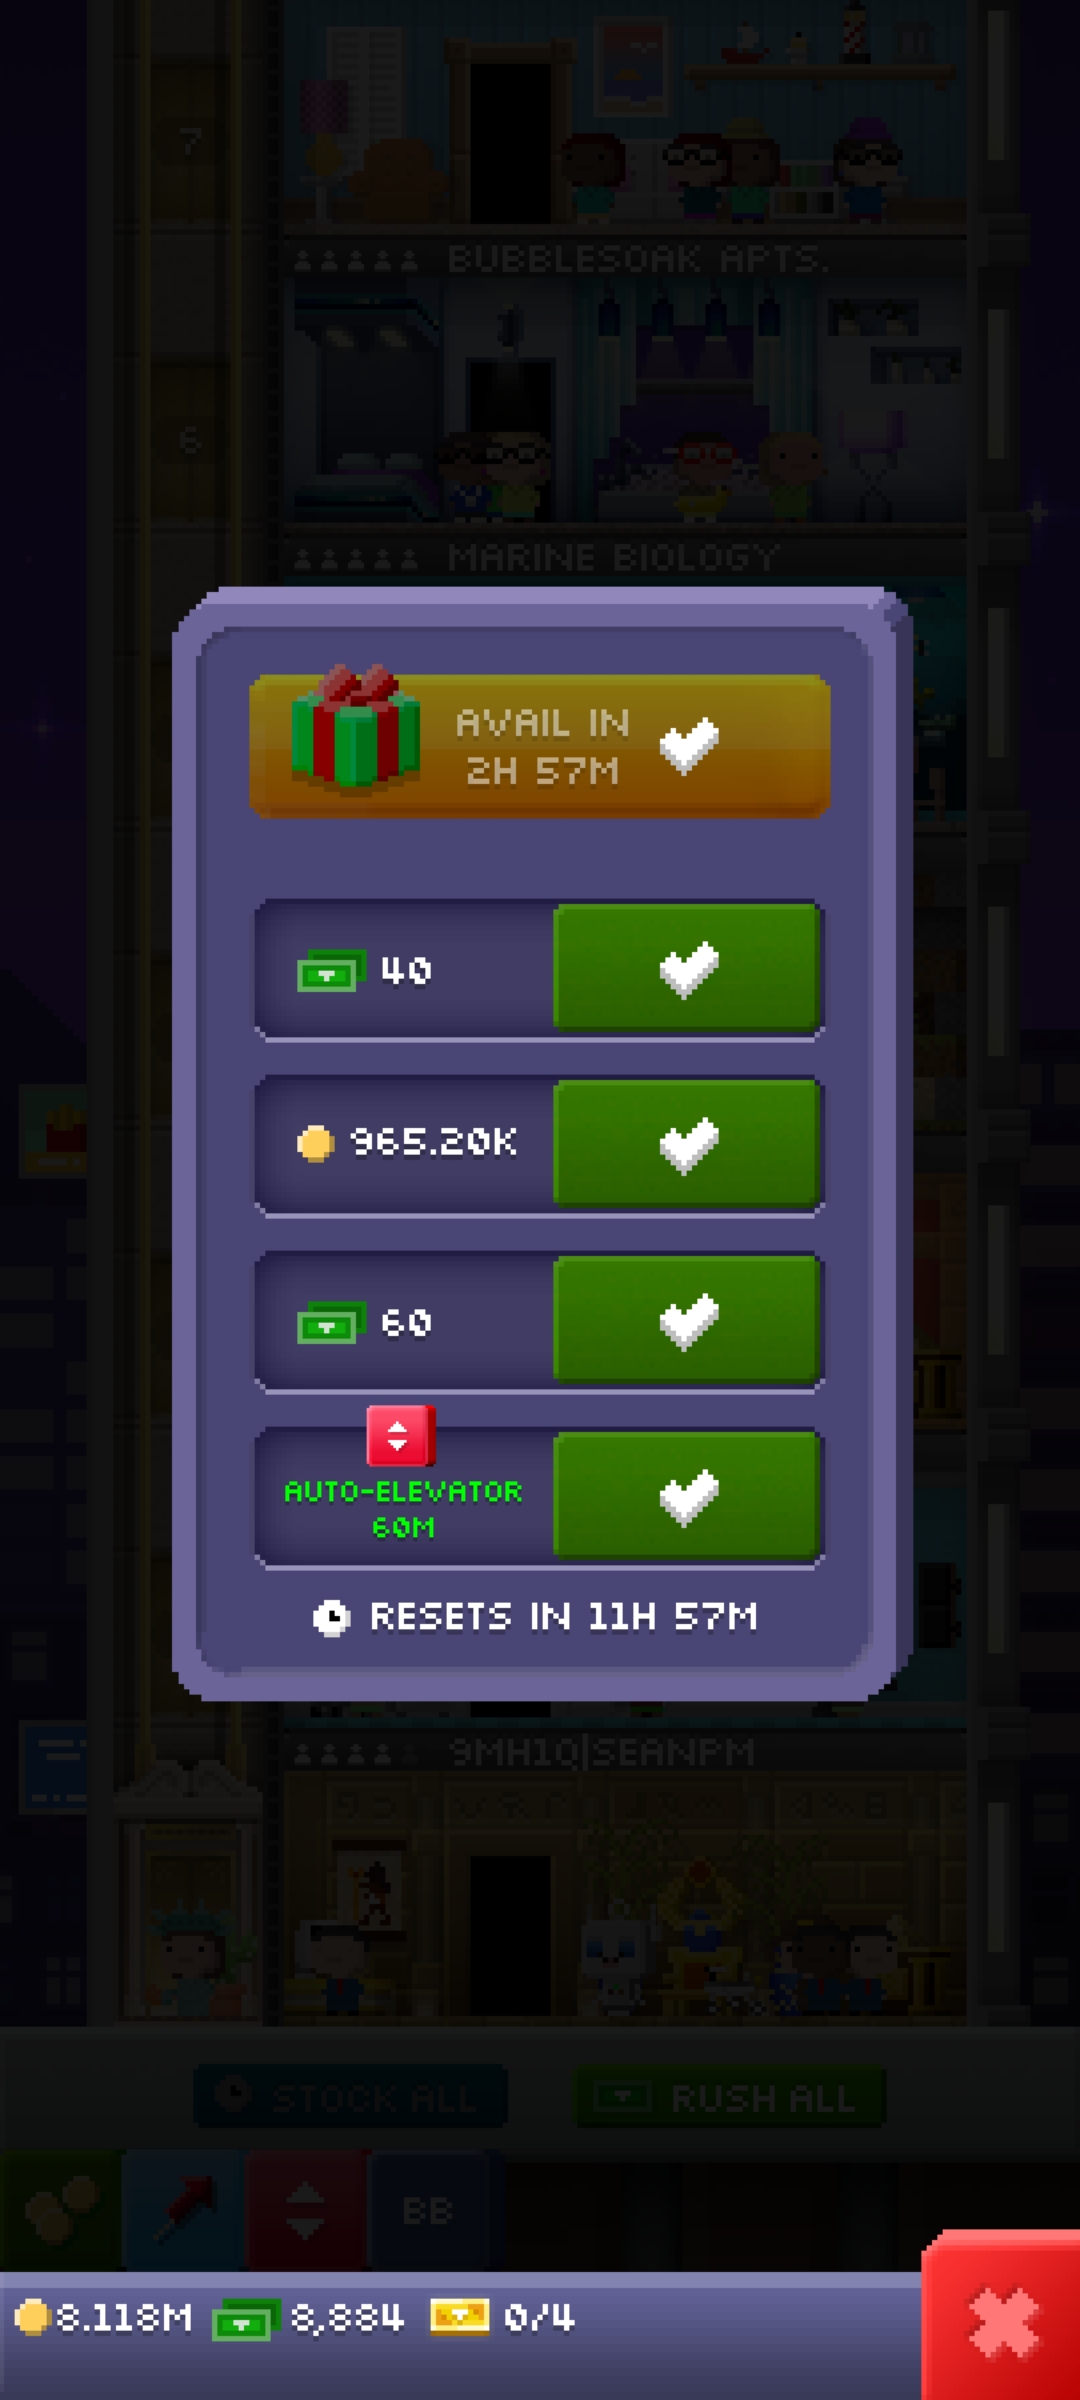 7
BUBBLESOAK APTS.
6
MARINE BIOLOGY
AVAIL IN
2H 57M
40
965.20K
60
AUTO-ELEVATOR
60M
RESETS IN 11H 57M
9MH1Q|SEANPM
STOCK ALL
RUSH ALL
BB
8.118M 8,884 0/4